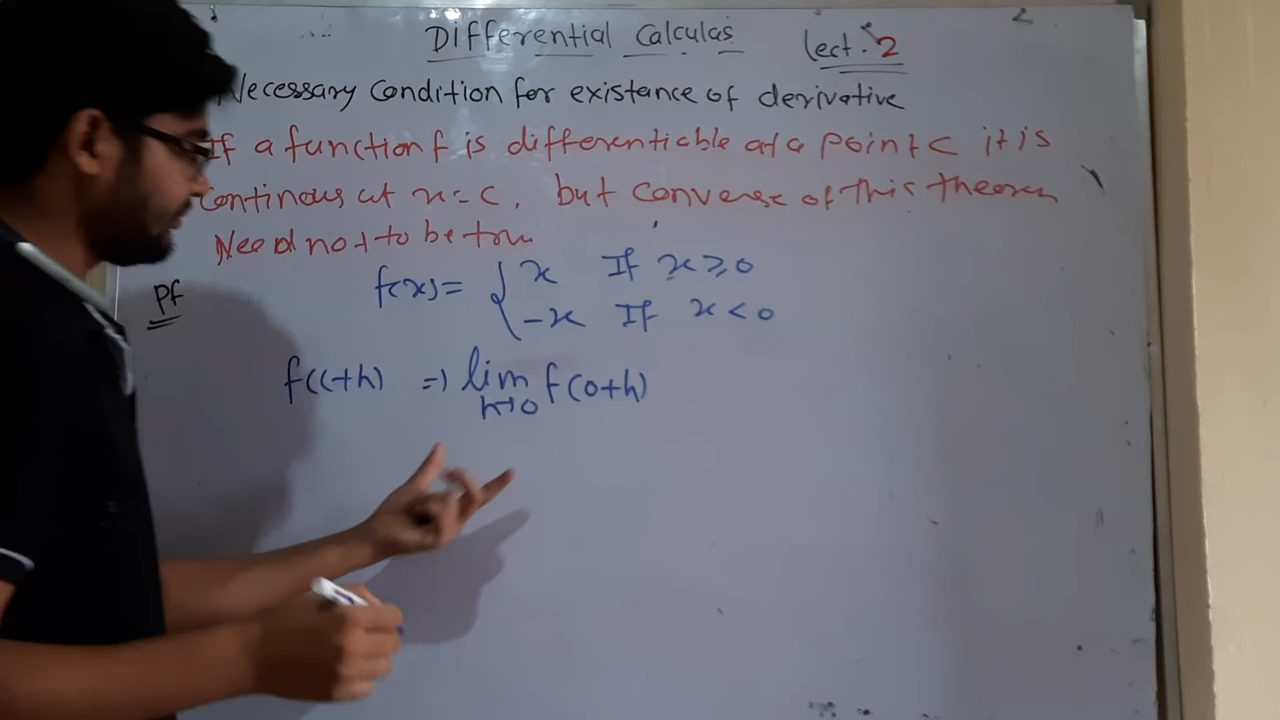 Differential Calculas Lect. 2
Necessary Condition for existance of derivative
If a function f is differentiable at a point c it is
Continous at x = c, but converse of this theorem
Need not to be true
Pf f(x) = { x If x ≥ 0
-x If x < 0
f(c+h) => lim h→0 f(0+h)